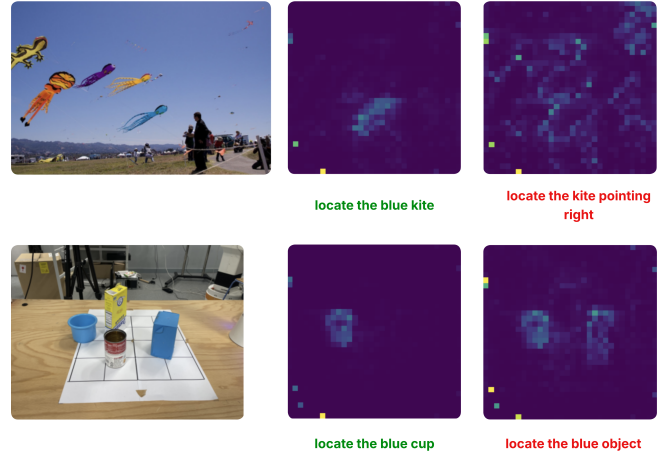 locate the blue kite
locate the kite pointing
right
locate the blue cup
locate the blue object